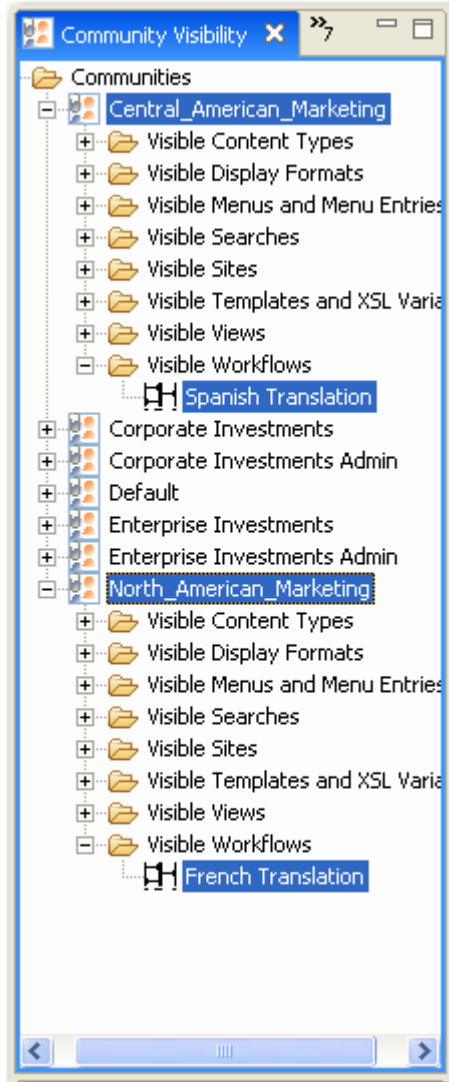 Community Visibility »7
Communities
Central_American_Marketing
Visible Content Types
Visible Display Formats
Visible Menus and Menu Entries
Visible Searches
Visible Sites
Visible Templates and XSL Varia
Visible Views
Visible Workflows
Spanish Translation
Corporate Investments
Corporate Investments Admin
Default
Enterprise Investments
Enterprise Investments Admin
North_American_Marketing
Visible Content Types
Visible Display Formats
Visible Menus and Menu Entries
Visible Searches
Visible Sites
Visible Templates and XSL Varia
Visible Views
Visible Workflows
French Translation